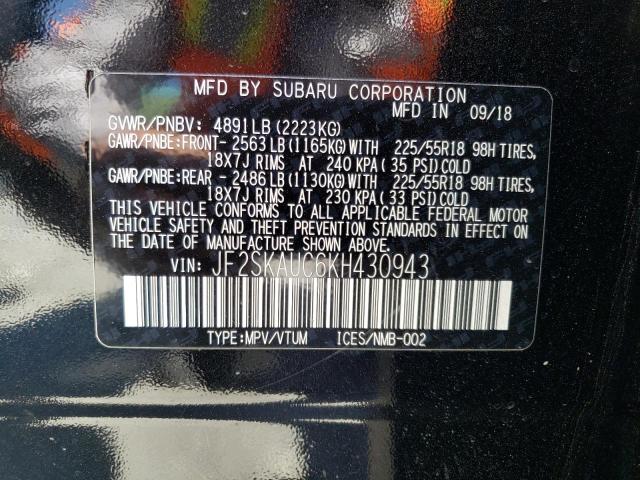 MFD BY SUBARU CORPORATION
MFD IN 09/18
GVWR/PNBV: 4891LB (2223KG)
GAWR/PNBE:FRONT- 2563LB (1165KG)WITH 225/55R18 98H TIRES,
18X7J RIMS AT 240 KPA ( 35 PSI)COLD
GAWR/PNBE:REAR - 2486LB (1130KG)WITH 225/55R18 98H TIRES,
18X7J RIMS AT 230 KPA ( 33 PSI)COLD
THIS VEHICLE CONFORMS TO ALL APPLICABLE FEDERAL MOTOR
VEHICLE SAFETY AND THEFT PREVENTION STANDARDS IN EFFECT
ON THE DATE OF MANUFACTURE SHOWN ABOVE.
VIN: JF2SKAUC6KH430943
TYPE:MPV/VTUM ICES/NMB-002